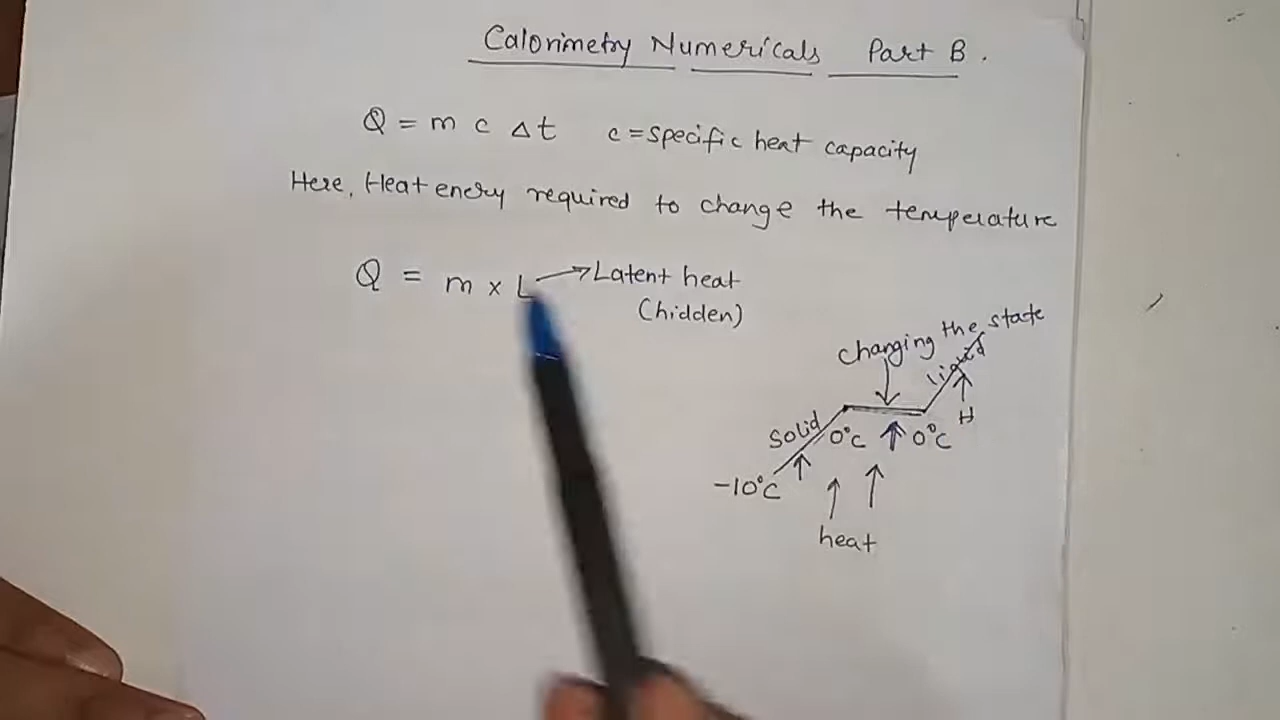 Calorimetry Numericals Part B.
Q = m c Δt c = specific heat capacity
Here, Heat enery required to change the temperature
Q = m × L → Latent heat
(hidden)
changing the state
liquid
solid
0°C
0°C
H
-10°C
heat